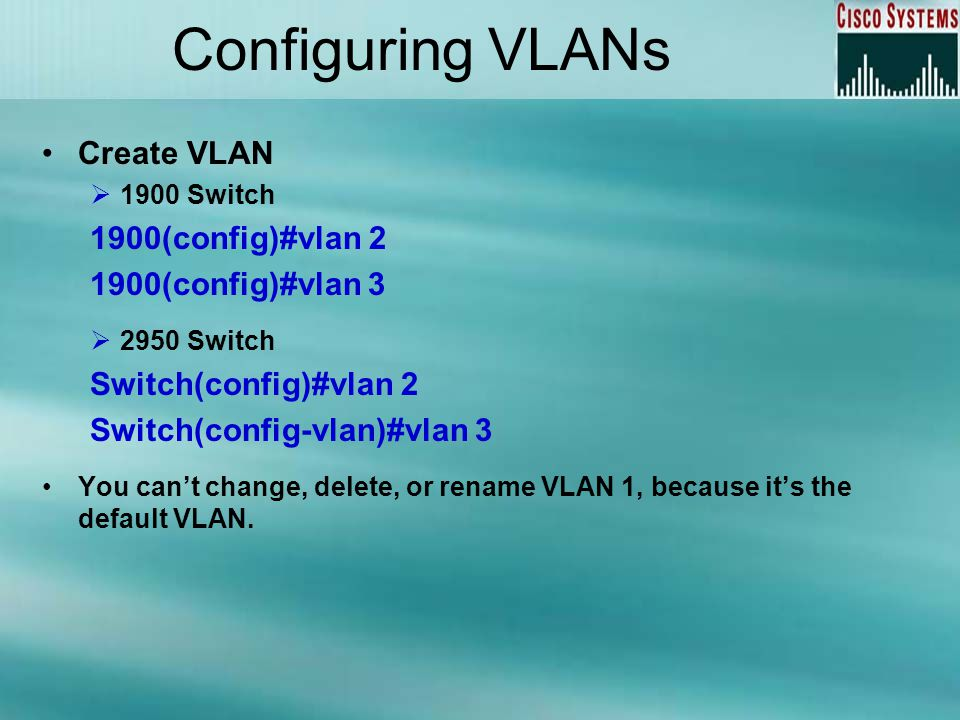 Configuring VLANs
CISCO SYSTEMS
• Create VLAN
➢ 1900 Switch
1900(config)#vlan 2
1900(config)#vlan 3
➢ 2950 Switch
Switch(config)#vlan 2
Switch(config-vlan)#vlan 3
• You can’t change, delete, or rename VLAN 1, because it’s the
default VLAN.